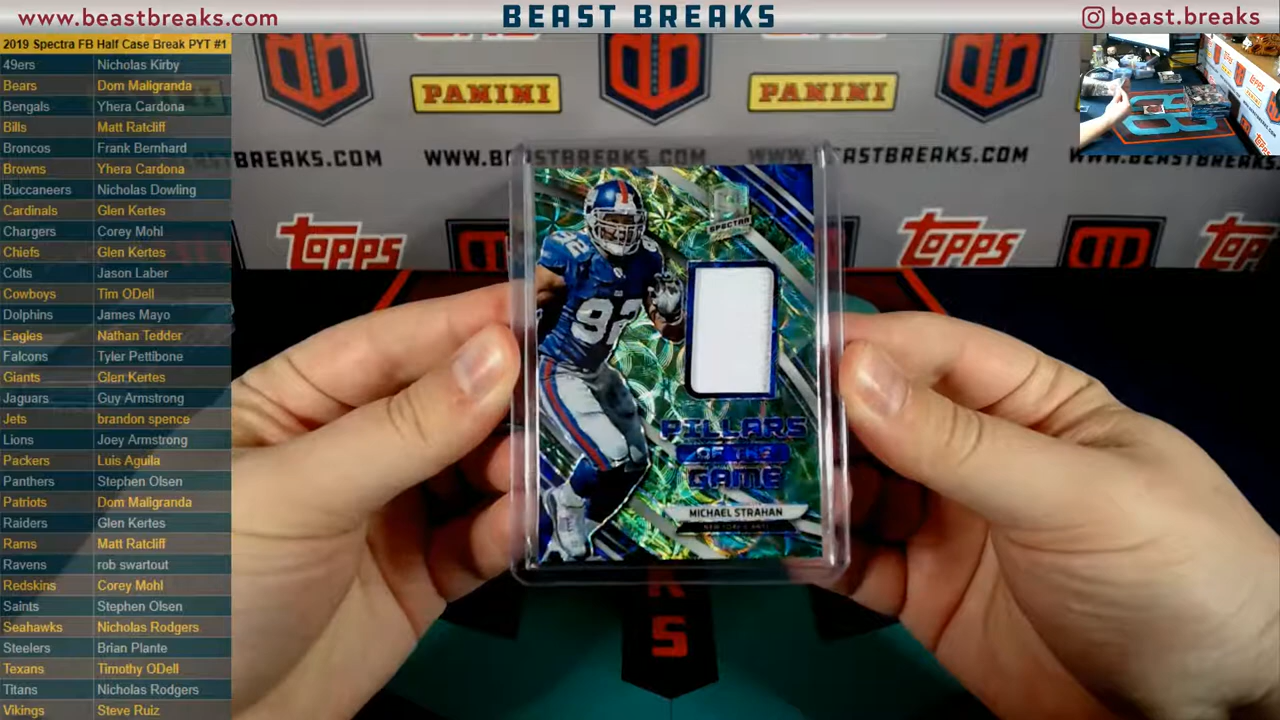 www.beastbreaks.com
BEAST BREAKS
beast.breaks
2019 Spectra FB Half Case Break PYT #1
49ers Nicholas Kirby
Bears Dom Maligranda
Bengals Yhera Cardona
Bills Matt Ratcliff
Broncos Frank Bernhard
Browns Yhera Cardona
Buccaneers Nicholas Dowling
Cardinals Glen Kertes
Chargers Corey Mohl
Chiefs Glen Kertes
Colts Jason Laber
Cowboys Tim ODell
Dolphins James Mayo
Eagles Nathan Tedder
Falcons Tyler Pettibone
Giants Glen Kertes
Jaguars Guy Armstrong
Jets brandon spence
Lions Joey Armstrong
Packers Luis Aguila
Panthers Stephen Olsen
Patriots Dom Maligranda
Raiders Glen Kertes
Rams Matt Ratcliff
Ravens rob swartout
Redskins Corey Mohl
Saints Stephen Olsen
Seahawks Nicholas Rodgers
Steelers Brian Plante
Texans Timothy ODell
Titans Nicholas Rodgers
Vikings Steve Ruiz
PANINI
PANINI
BREAKS.COM
WWW.BEASTBREAKS.COM
topps
topps
topps
topps
SPECTRA
92
PILLARS
OF THE
GAME
MICHAEL STRAHAN
NEW YORK GIANTS